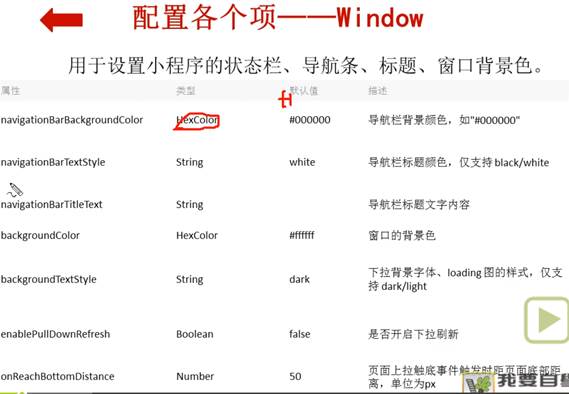 配置各个项——Window
用于设置小程序的状态栏、导航条、标题、窗口背景色。
属性 类型 默认值 描述
navigationBarBackgroundColor HexColor #000000 导航栏背景颜色，如"#000000"
navigationBarTextStyle String white 导航栏标题颜色，仅支持 black/white
navigationBarTitleText String 导航栏标题文字内容
backgroundColor HexColor #ffffff 窗口的背景色
backgroundTextStyle String dark 下拉背景字体、loading 图的样式，仅支
持 dark/light
enablePullDownRefresh Boolean false 是否开启下拉刷新
onReachBottomDistance Number 50 页面上拉触底事件触发时距页面底部距
离，单位为px
我要自